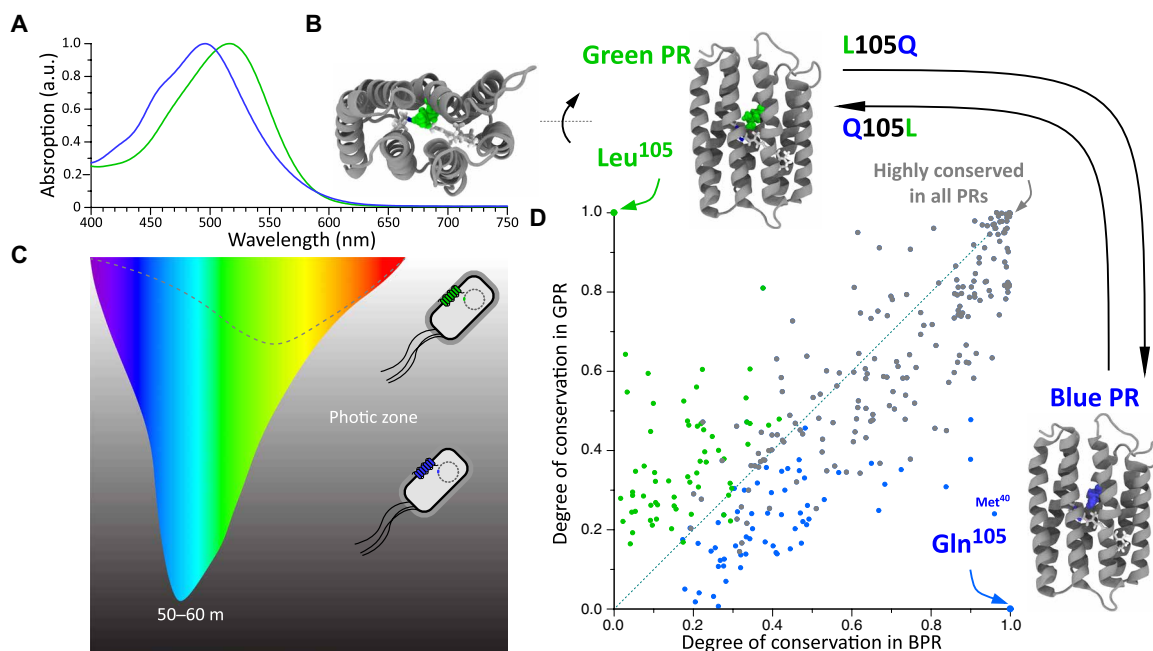 A
Absroption (a.u.)
1.0
0.8
0.6
0.4
0.2
0
400
450
500
550
600
650
700
750
Wavelength (nm)
B
Green PR
Leu¹⁰⁵
L105Q
Q105L
Highly conserved
in all PRs
C
Photic zone
50–60 m
D
Degree of conservation in GPR
1.0
0.8
0.6
0.4
0.2
0.0
0.0
0.2
0.4
0.6
0.8
1.0
Degree of conservation in BPR
Met⁴⁰
Gln¹⁰⁵
Blue PR